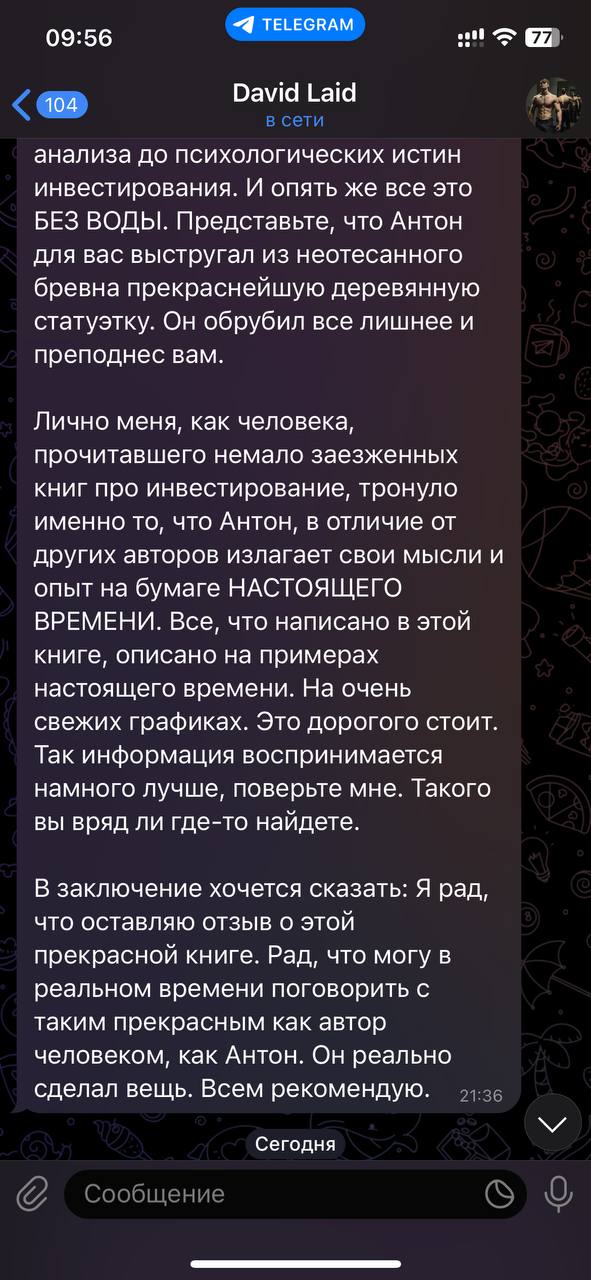 09:56
TELEGRAM
77
104
David Laid
в сети
анализа до психологических истин
инвестирования. И опять же все это
БЕЗ ВОДЫ. Представьте, что Антон
для вас выстругал из неотесанного
бревна прекраснейшую деревянную
статуэтку. Он обрубил все лишнее и
преподнес вам.
Лично меня, как человека,
прочитавшего немало заезженных
книг про инвестирование, тронуло
именно то, что Антон, в отличие от
других авторов излагает свои мысли и
опыт на бумаге НАСТОЯЩЕГО
ВРЕМЕНИ. Все, что написано в этой
книге, описано на примерах
настоящего времени. На очень
свежих графиках. Это дорогого стоит.
Так информация воспринимается
намного лучше, поверьте мне. Такого
вы вряд ли где-то найдете.
В заключение хочется сказать: Я рад,
что оставляю отзыв о этой
прекрасной книге. Рад, что могу в
реальном времени поговорить с
таким прекрасным как автор
человеком, как Антон. Он реально
сделал вещь. Всем рекомендую.
21:36
Сегодня
Сообщение